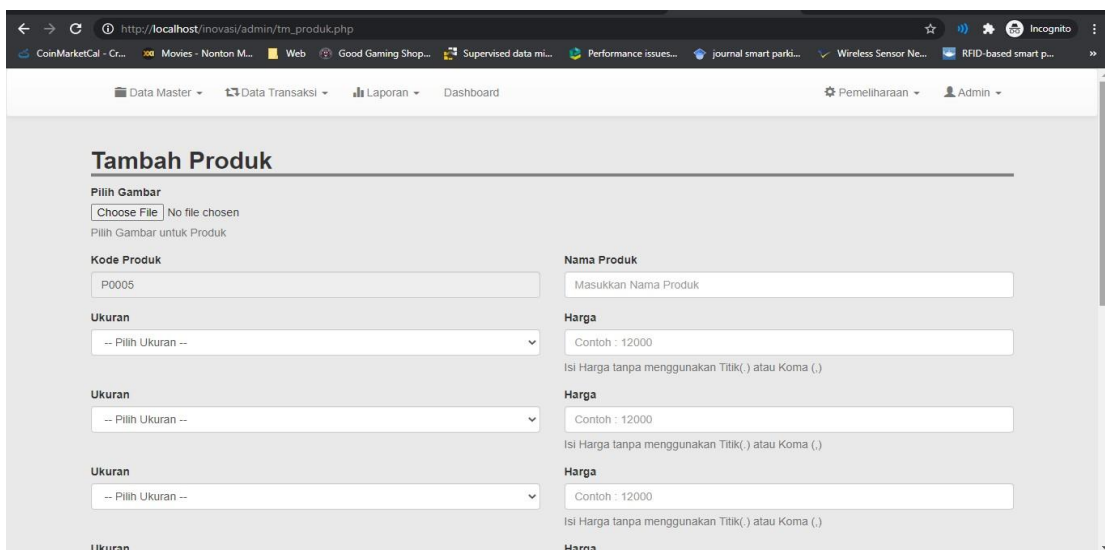 http://localhost/inovasi/admin/tm_produk.php
Incognito
CoinMarketCal - Cr... Movies - Nonton M... Web Good Gaming Shop... Supervised data mi... Performance issues... journal smart parki... Wireless Sensor Ne... RFID-based smart p... »
Data Master Data Transaksi Laporan Dashboard Pemeliharaan Admin
Tambah Produk
Pilih Gambar
Choose File No file chosen
Pilih Gambar untuk Produk
Kode Produk Nama Produk
P0005 Masukkan Nama Produk
Ukuran Harga
-- Pilih Ukuran -- Contoh : 12000
Isi Harga tanpa menggunakan Titik(.) atau Koma (,)
Ukuran Harga
-- Pilih Ukuran -- Contoh : 12000
Isi Harga tanpa menggunakan Titik(.) atau Koma (,)
Ukuran Harga
-- Pilih Ukuran -- Contoh : 12000
Isi Harga tanpa menggunakan Titik(.) atau Koma (,)
Ukuran Harga